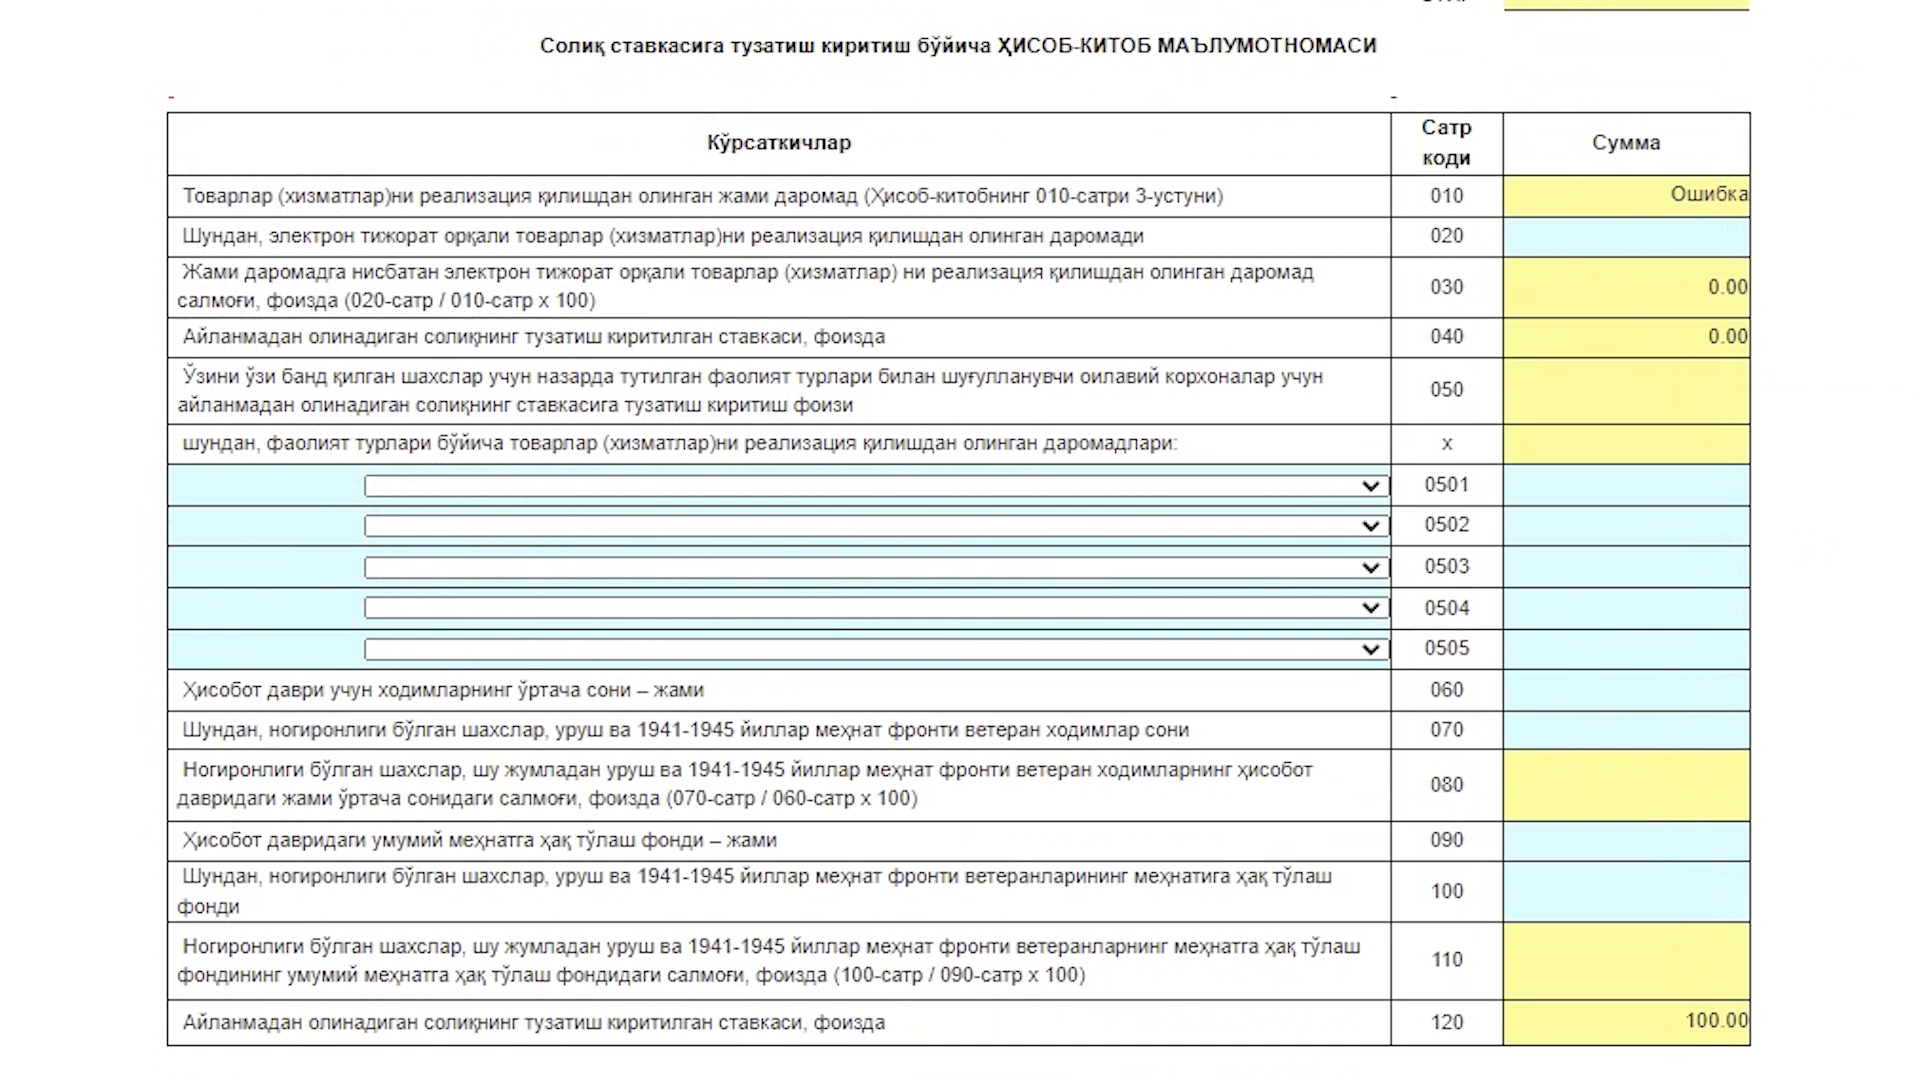 Солиқ ставкасига тузатиш киритиш бўйича ҲИСОБ-КИТОБ МАЪЛУМОТНОМАСИ
Кўрсаткичлар
Сатр
коди
Сумма
Товарлар (хизматлар)ни реализация қилишдан олинган жами даромад (Ҳисоб-китобнинг 010-сатри 3-устуни)
010
Ошибка
Шундан, электрон тижорат орқали товарлар (хизматлар)ни реализация қилишдан олинган даромади
020
Жами даромадга нисбатан электрон тижорат орқали товарлар (хизматлар) ни реализация қилишдан олинган даромад
салмоғи, фоизда (020-сатр / 010-сатр х 100)
030
0.00
Айланмадан олинадиган солиқнинг тузатиш киритилган ставкаси, фоизда
040
0.00
Ўзини ўзи банд қилган шахслар учун назарда тутилган фаолият турлари билан шуғулланувчи оилавий корхоналар учун
айланмадан олинадиган солиқнинг ставкасига тузатиш киритиш фоизи
050
шундан, фаолият турлари бўйича товарлар (хизматлар)ни реализация қилишдан олинган даромадлари:
х
0501
0502
0503
0504
0505
Ҳисобот даври учун ходимларнинг ўртача сони – жами
060
Шундан, ногиронлиги бўлган шахслар, уруш ва 1941-1945 йиллар меҳнат фронти ветеран ходимлар сони
070
Ногиронлиги бўлган шахслар, шу жумладан уруш ва 1941-1945 йиллар меҳнат фронти ветеран ходимларнинг ҳисобот
давридаги жами ўртача сонидаги салмоғи, фоизда (070-сатр / 060-сатр х 100)
080
Ҳисобот давридаги умумий меҳнатга ҳақ тўлаш фонди – жами
090
Шундан, ногиронлиги бўлган шахслар, уруш ва 1941-1945 йиллар меҳнат фронти ветеранларининг меҳнатига ҳақ тўлаш
фонди
100
Ногиронлиги бўлган шахслар, шу жумладан уруш ва 1941-1945 йиллар меҳнат фронти ветеранларнинг меҳнатга ҳақ тўлаш
фондининг умумий меҳнатга ҳақ тўлаш фондидаги салмоғи, фоизда (100-сатр / 090-сатр х 100)
110
Айланмадан олинадиган солиқнинг тузатиш киритилган ставкаси, фоизда
120
100.00